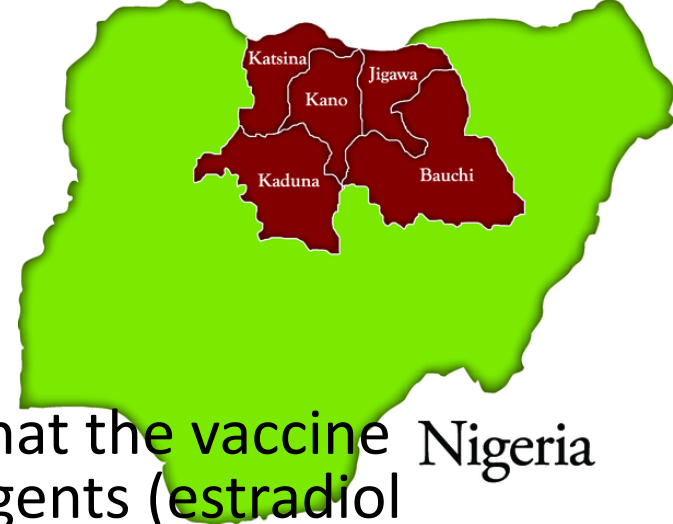 Katsina
Jigawa
Kano
Kaduna
Bauchi
hat the vaccine
Nigeria
gents (estradiol